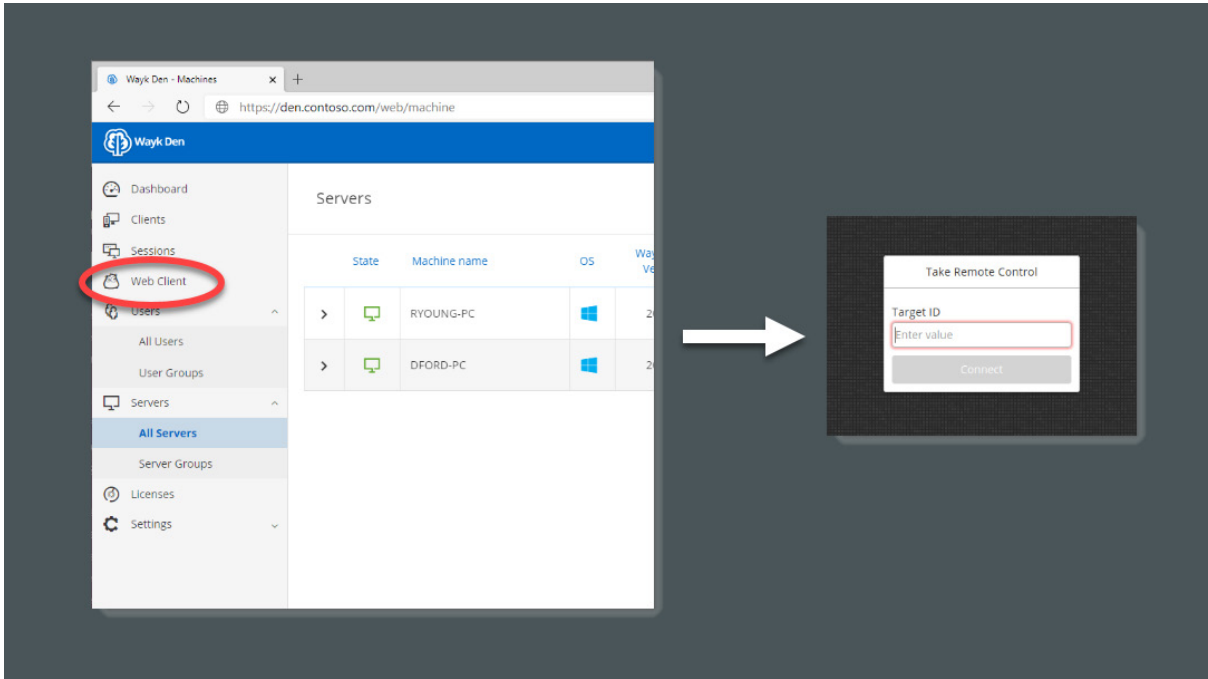 Wayk Den - Machines
https://den.contoso.com/web/machine
Wayk Den
Dashboard
Clients
Sessions
Web Client
Users
All Users
User Groups
Servers
All Servers
Server Groups
Licenses
Settings
Servers
State Machine name OS
RYOUNG-PC
DFORD-PC
Take Remote Control
Target ID
Enter value
Connect